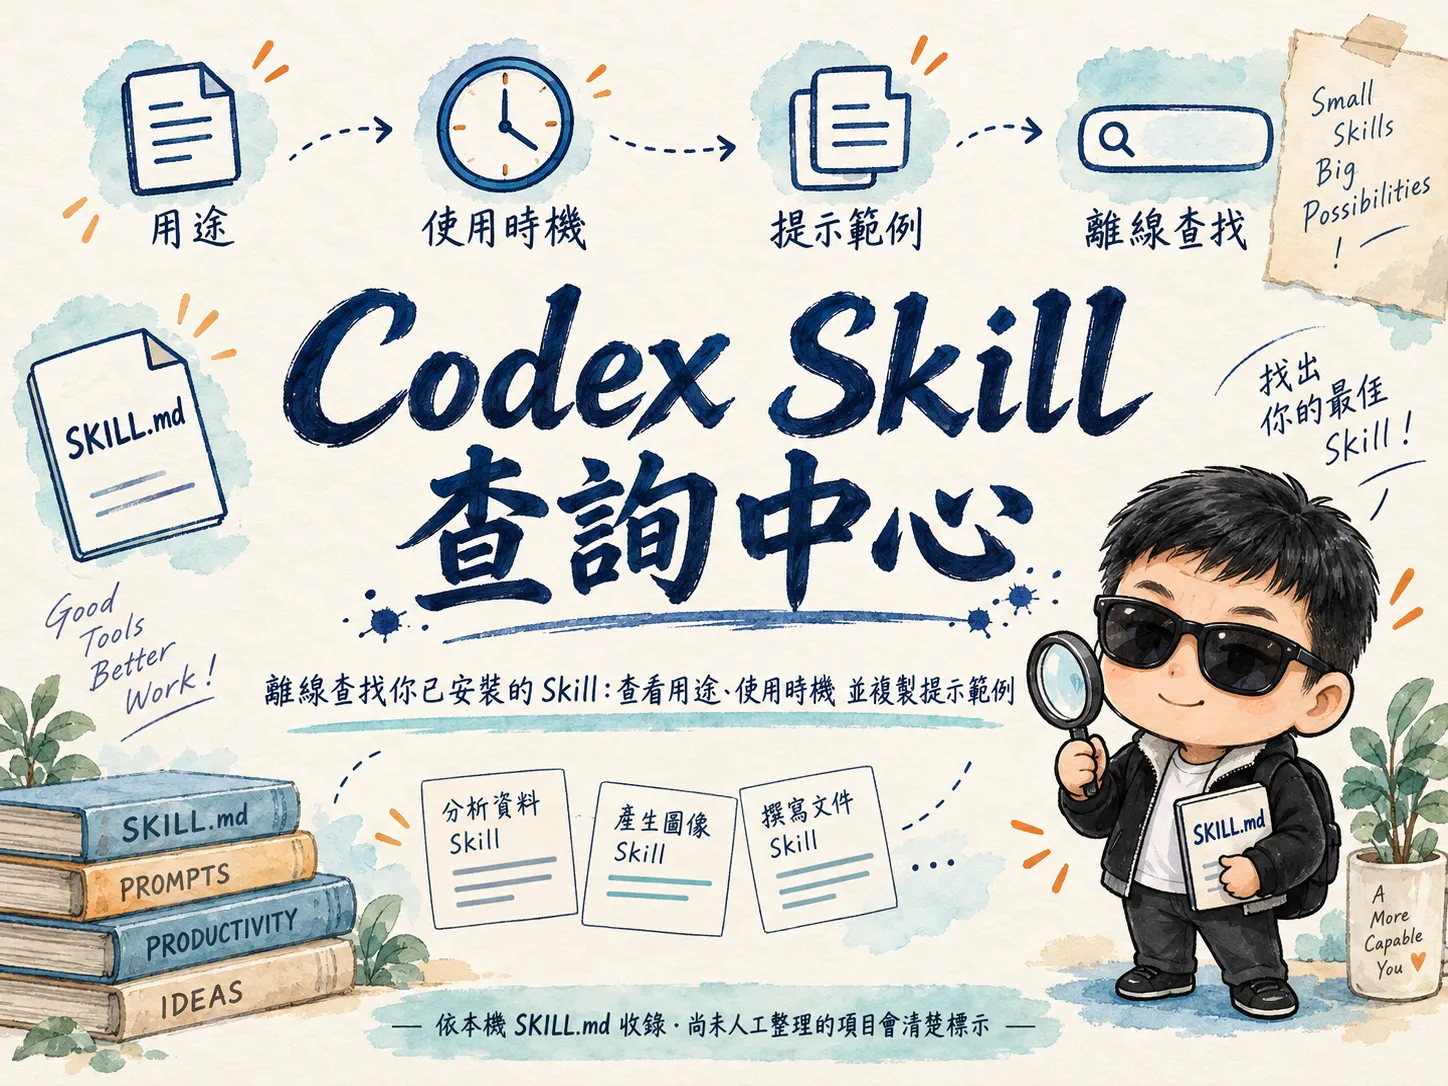 用途
使用時機
提示範例
離線查找
Small
Skills
Big
Possibilities
!
Codex Skill
查詢中心
SKILL.md
找出
你的最佳
Skill!
Good
Tools
Better
Work!
離線查找你已安裝的 Skill:查看用途、使用時機 並複製提示範例
SKILL.md
PROMPTS
PRODUCTIVITY
IDEAS
分析資料
Skill
產生圖像
Skill
撰寫文件
Skill
...
SKILL.md
A
More
Capable
You
— 依本機 SKILL.md 收錄·尚未人工整理的項目會清楚標示 —